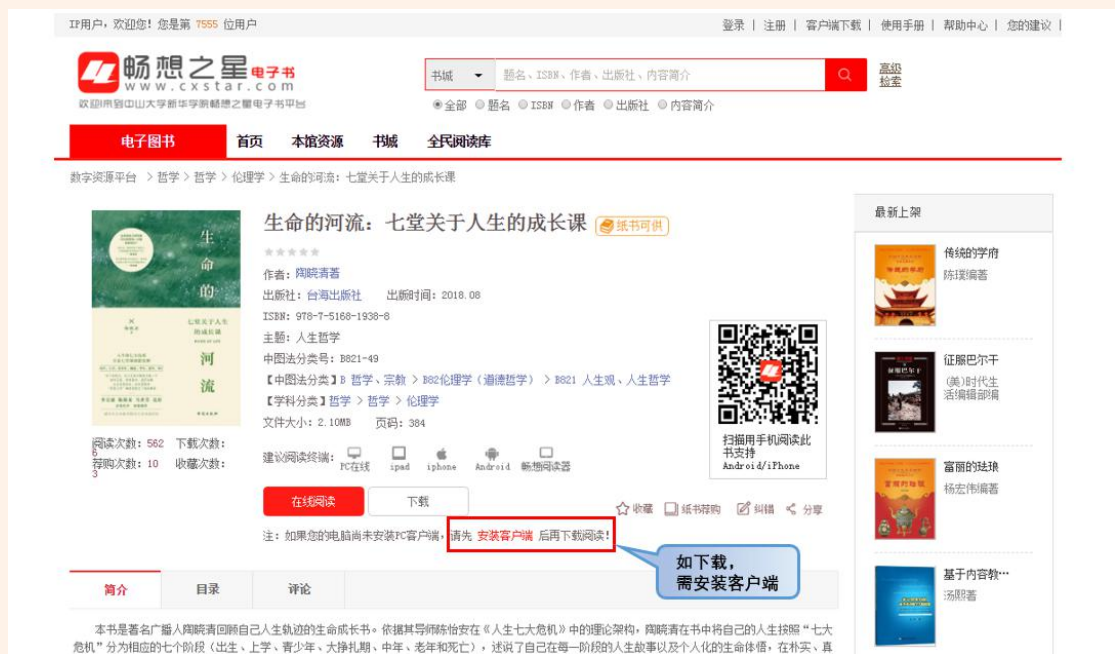 IP用户，欢迎您！您是第 7555 位用户
登录 | 注册 | 客户端下载 | 使用手册 | 帮助中心 | 您的建议 |
畅想之星电子书
www.cxstar.com
欢迎来到中山大学新华学院畅想之星电子书平台
书城 题名、ISBN、作者、出版社、内容简介
高级检索
全部 题名 ISBN 作者 出版社 内容简介
电子图书 首页 本馆资源 书城 全民阅读库
数字资源平台 > 哲学 > 哲学 > 伦理学 > 生命的河流：七堂关于人生的成长课
生命的河流
七堂关于人生的成长课
生命的河流：七堂关于人生的成长课 纸书可供
作者：陶晓清著
出版社：台海出版社 出版时间：2018.08
ISBN：978-7-5168-1938-8
主题：人生哲学
中图法分类号：B821-49
【中图法分类】B 哲学、宗教 > B82伦理学（道德哲学） > B821 人生观、人生哲学
【学科分类】哲学 > 哲学 > 伦理学
文件大小：2.10MB 页码：384
阅读次数：5626 下载次数：
荐购次数：10 收藏次数：3
建议阅读终端： PC在线 ipad iphone Android 畅想阅读器
在线阅读 下载
收藏 纸书荐购 纠错 分享
注：如果您的电脑尚未安装PC客户端，请先 安装客户端 后再下载阅读！
扫描用手机阅读此
书支持
Android/iPhone
如下载，
需安装客户端
简介 目录 评论
本书是著名广播人陶晓清回顾自己人生轨迹的生命成长书。依据其导师陈怡安在《人生七大危机》中的理论架构，陶晓清在书中将自己的人生按照“七大
危机”分为相应的七个阶段（出生、上学、青少年、大挣扎期、中年、老年和死亡），述说了自己在每一阶段的人生故事以及个人化的生命体悟，在朴实、真
最新上架
传统的学府
陈璞编著
征服巴尔干
(美)时代生
活编辑部编
富丽的珐琅
杨宏伟编著
基于内容教…
汤熙著